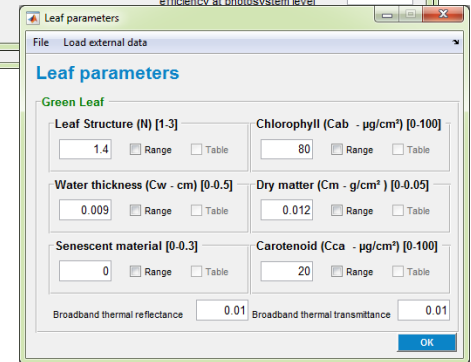 efficiency at photosystem level
Leaf parameters
File Load external data
Leaf parameters
Green Leaf
Leaf Structure (N) [1-3]
1.4 Range Table
Chlorophyll (Cab - µg/cm²) [0-100]
80 Range Table
Water thickness (Cw - cm) [0-0.5]
0.009 Range Table
Dry matter (Cm - g/cm² ) [0-0.05]
0.012 Range Table
Senescent material [0-0.3]
0 Range Table
Carotenoid (Cca - µg/cm²) [0-100]
20 Range Table
Broadband thermal reflectance 0.01 Broadband thermal transmittance 0.01
OK